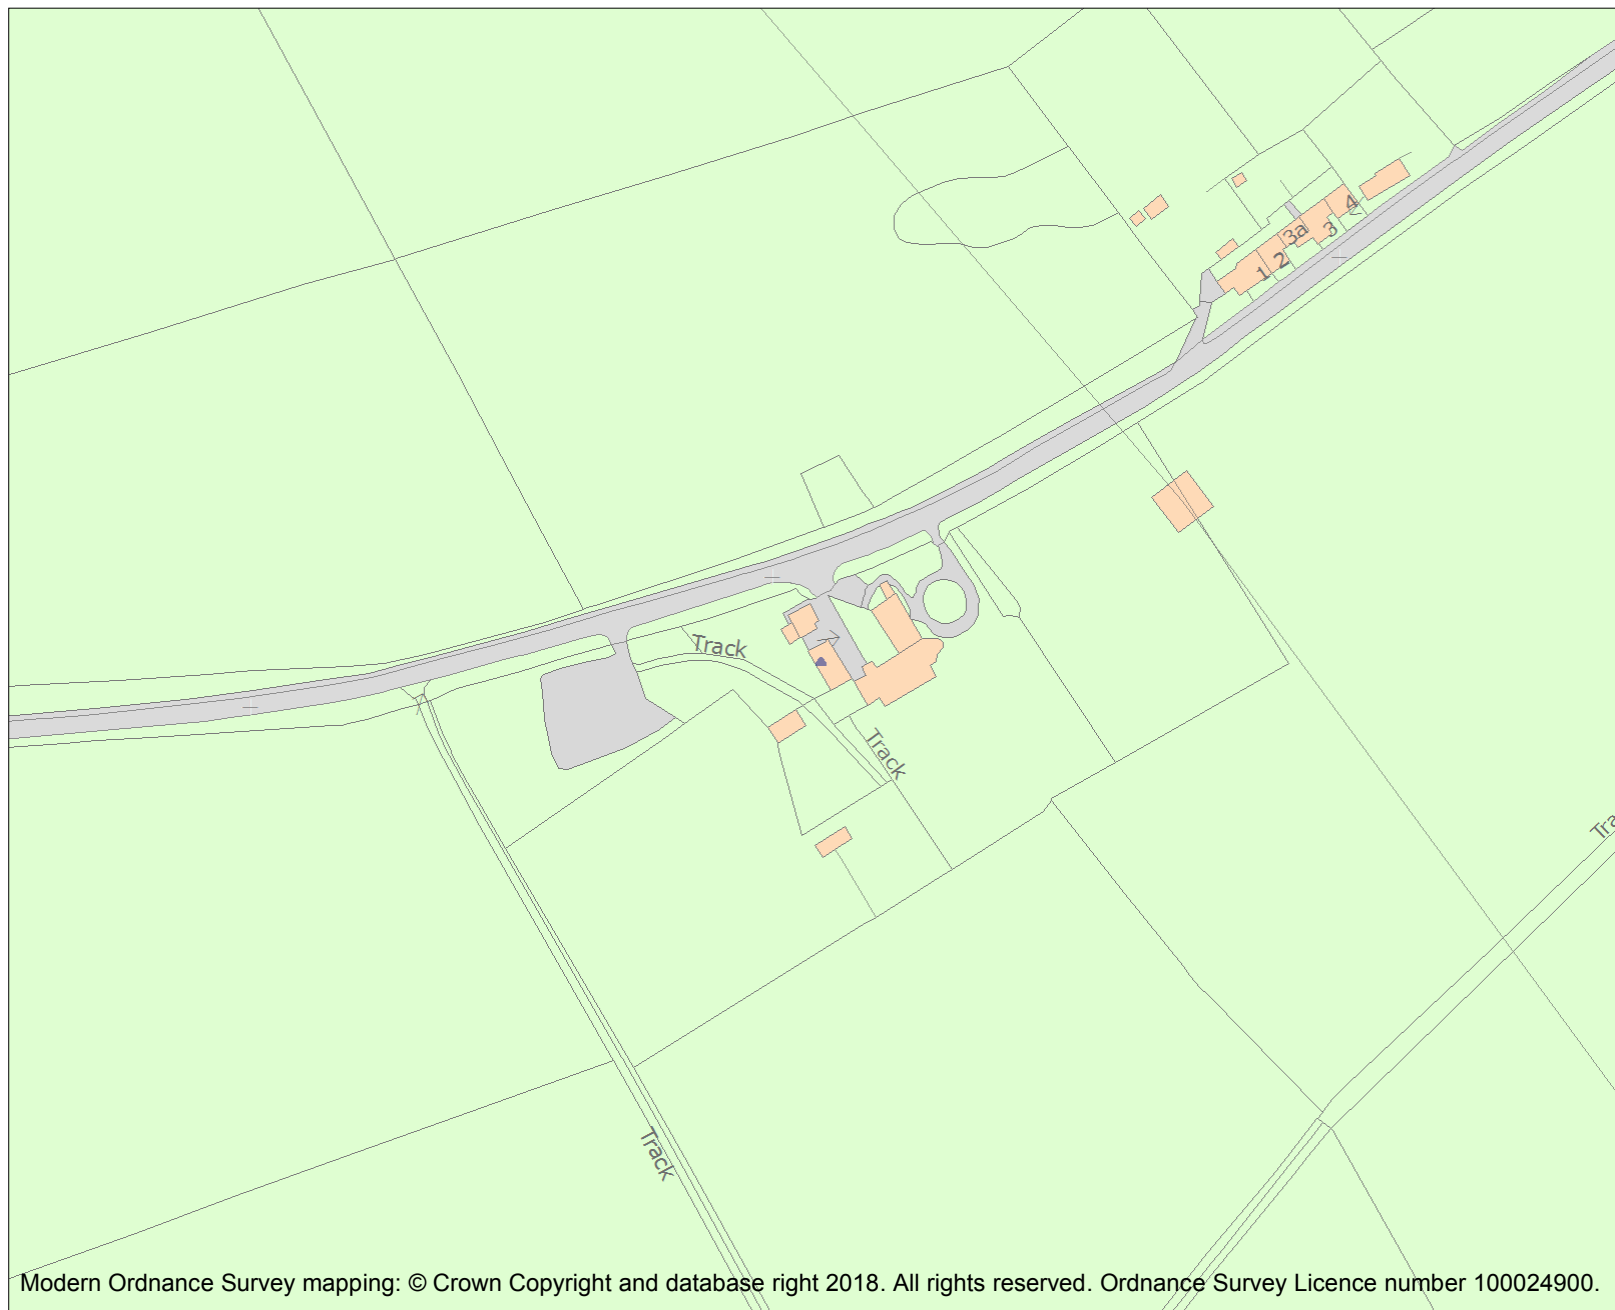 4
3
3a
2
1
Track
Track
Tra
Track
Modern Ordnance Survey mapping: © Crown Copyright and database right 2018. All rights reserved. Ordnance Survey Licence number 100024900.